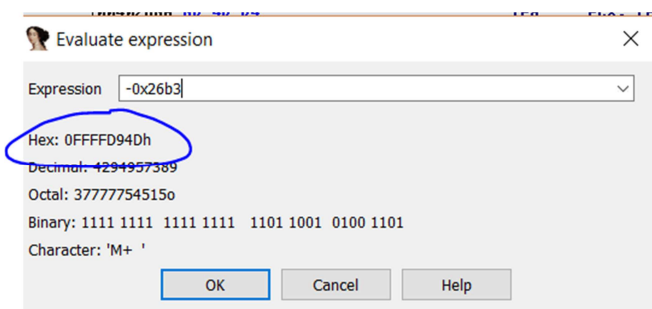 Evaluate expression
Expression -0x26b3
Hex: 0FFFFD94Dh
Decimal: 4294957389
Octal: 37777754515o
Binary: 1111 1111 1111 1111 1101 1001 0100 1101
Character: 'M+ '
OK Cancel Help